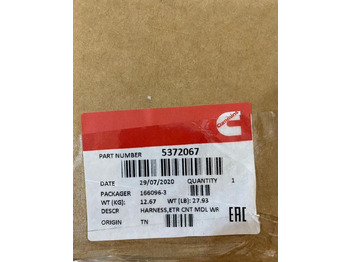 Cummins
PART NUMBER 5372067
DATE 29/07/2020 QUANTITY 1
PACKAGER 166096-3
WT (KG): 12.67 WT (LB): 27.93
DESCR HARNESS,ETR CNT MDL WR
ORIGIN TN
EAC